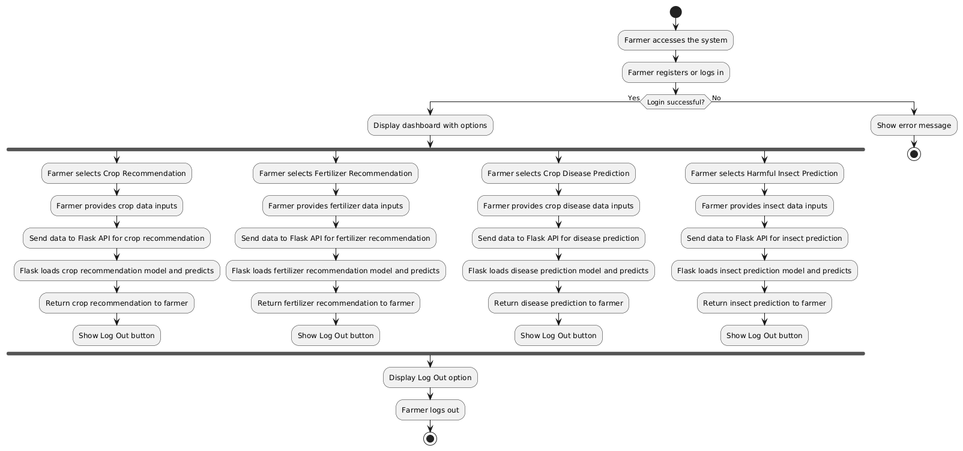 Farmer accesses the system
Farmer registers or logs in
Yes
Login successful?
No
Display dashboard with options
Show error message
Farmer selects Crop Recommendation
Farmer provides crop data inputs
Send data to Flask API for crop recommendation
Flask loads crop recommendation model and predicts
Return crop recommendation to farmer
Show Log Out button
Farmer selects Fertilizer Recommendation
Farmer provides fertilizer data inputs
Send data to Flask API for fertilizer recommendation
Flask loads fertilizer recommendation model and predicts
Return fertilizer recommendation to farmer
Show Log Out button
Farmer selects Crop Disease Prediction
Farmer provides crop disease data inputs
Send data to Flask API for disease prediction
Flask loads disease prediction model and predicts
Return disease prediction to farmer
Show Log Out button
Farmer selects Harmful Insect Prediction
Farmer provides insect data inputs
Send data to Flask API for insect prediction
Flask loads insect prediction model and predicts
Return insect prediction to farmer
Show Log Out button
Display Log Out option
Farmer logs out